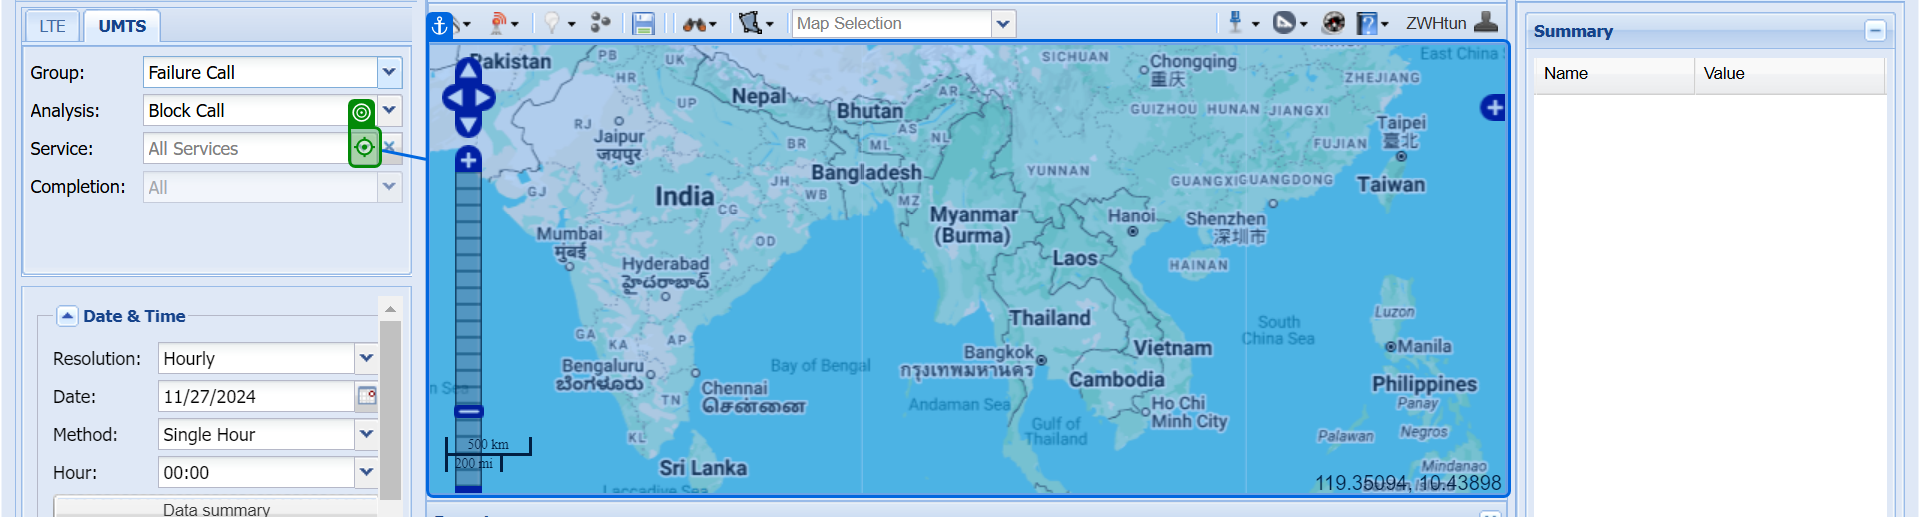 LTE UMTS
Group: Failure Call
Analysis: Block Call
Service: All Services
Completion: All
Date & Time
Resolution: Hourly
Date: 11/27/2024
Method: Single Hour
Hour: 00:00
Data summary
Map Selection
ZWHtun
Pakistan
PB
UK
HR
UP
Nepal
Bhutan
AR
AS
NL
RJ
Jaipur
जयपुर
BR
ML
Bangladesh
GJ
India
JH
WB
MZ
CG
Myanmar
(Burma)
Mumbai
मुंबई
OD
Hyderabad
హైదరాబాద్
GA
KA
AP
Bengaluru
ಬೆಂಗಳೂರು
Chennai
சென்னை
TN
KL
Sri Lanka
Laccadive Sea
Bay of Bengal
Andaman Sea
SICHUAN
Chongqing
重庆
ZHEJIANG
East China
GUIZHOU
HUNAN
JIANGXI
FUJIAN
Taipei
臺北
YUNNAN
GUANGXI
GUANGDONG
Taiwan
Hanoi
Shenzhen
深圳市
Laos
HAINAN
Thailand
Bangkok
กรุงเทพมหานคร
Vietnam
Cambodia
Ho Chi
Minh City
Gulf of
Thailand
South
China Sea
Luzon
Manila
Philippines
Panay
Negros
Palawan
Mindanao
500 km
200 mi
119.35094, 10.43898
Summary
Name Value